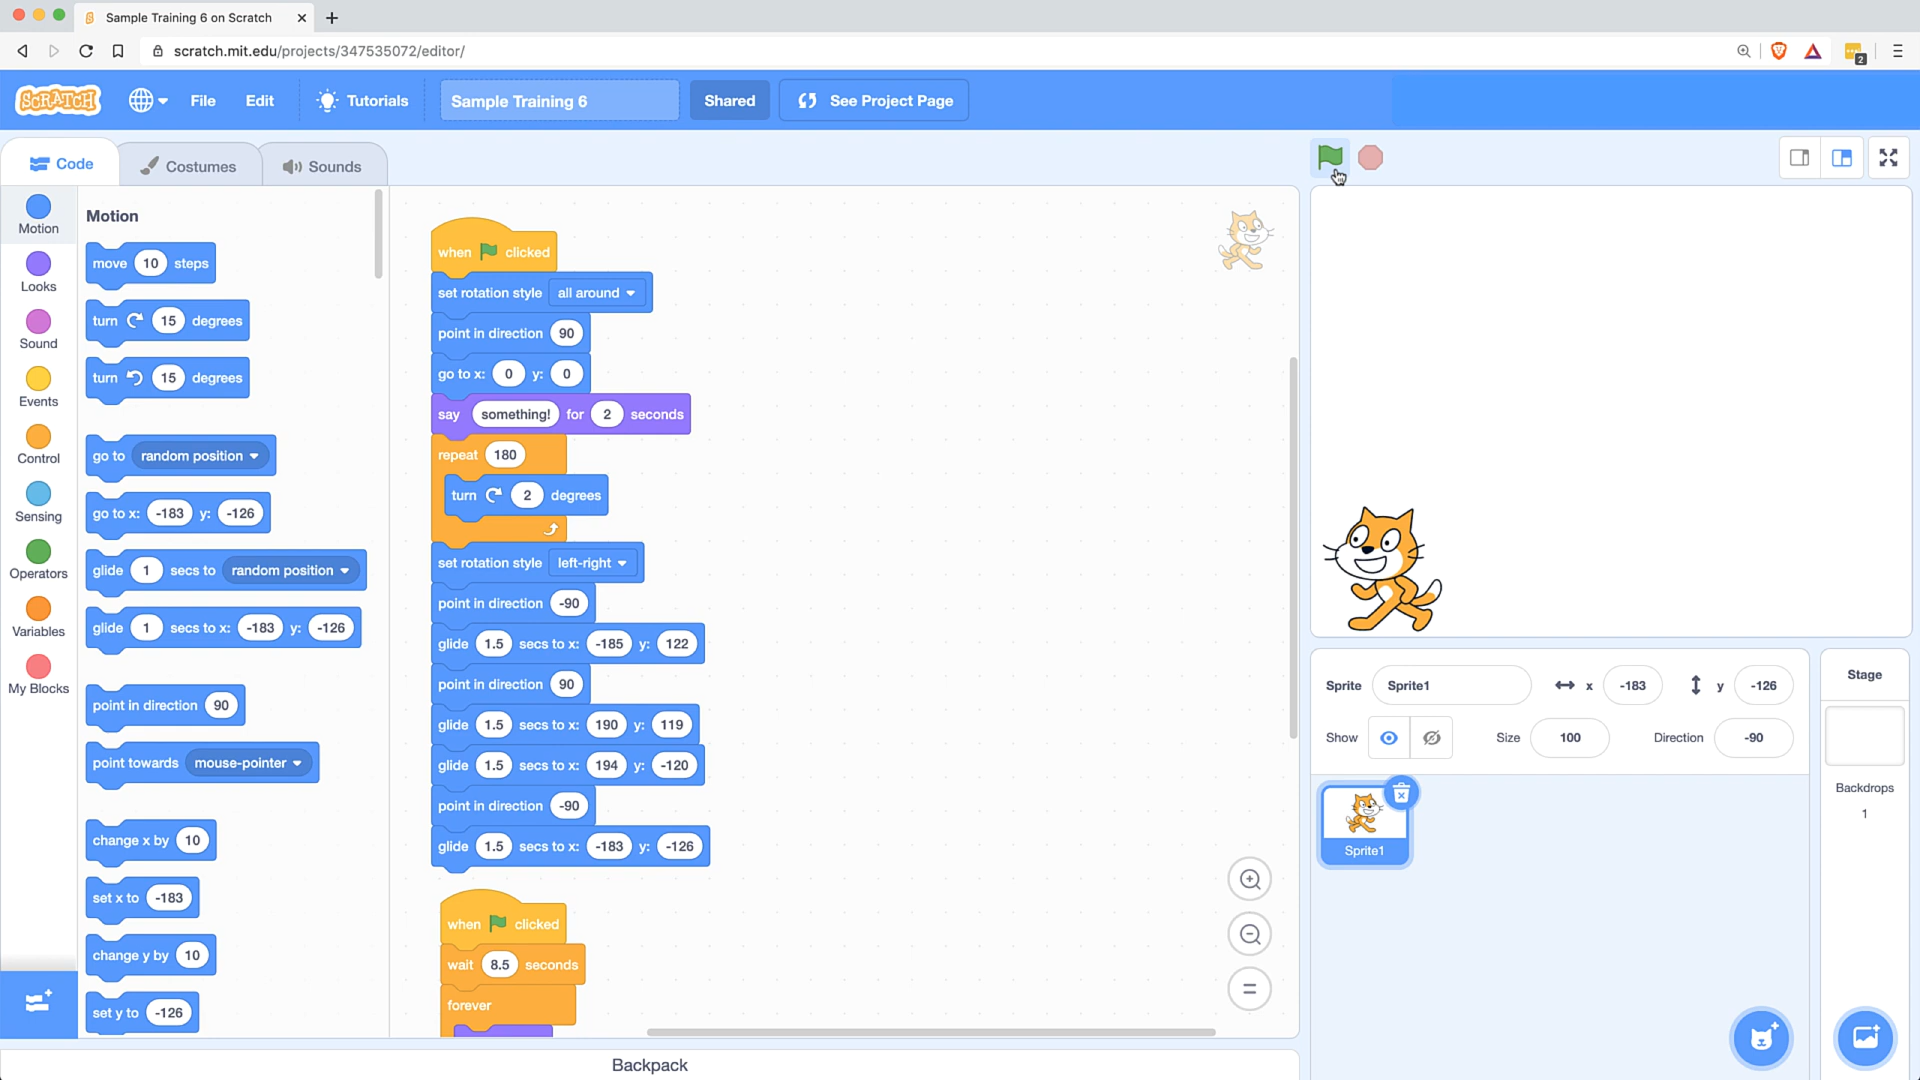 Sample Training 6 on Scratch
scratch.mit.edu/projects/347535072/editor/
2
SCRATCH
File
Edit
Tutorials
Sample Training 6
Shared
See Project Page
Code
Costumes
Sounds
Motion
Looks
Sound
Events
Control
Sensing
Operators
Variables
My Blocks
Motion
move 10 steps
turn 15 degrees
turn 15 degrees
go to random position
go to x: -183 y: -126
glide 1 secs to random position
glide 1 secs to x: -183 y: -126
point in direction 90
point towards mouse-pointer
change x by 10
set x to -183
change y by 10
set y to -126
when clicked
set rotation style all around
point in direction 90
go to x: 0 y: 0
say something! for 2 seconds
repeat 180
turn 2 degrees
set rotation style left-right
point in direction -90
glide 1.5 secs to x: -185 y: 122
point in direction 90
glide 1.5 secs to x: 190 y: 119
glide 1.5 secs to x: 194 y: -120
point in direction -90
glide 1.5 secs to x: -183 y: -126
when clicked
wait 8.5 seconds
forever
Backpack
Sprite Sprite1 x -183 y -126
Show Size 100 Direction -90
Sprite1
Stage
Backdrops
1